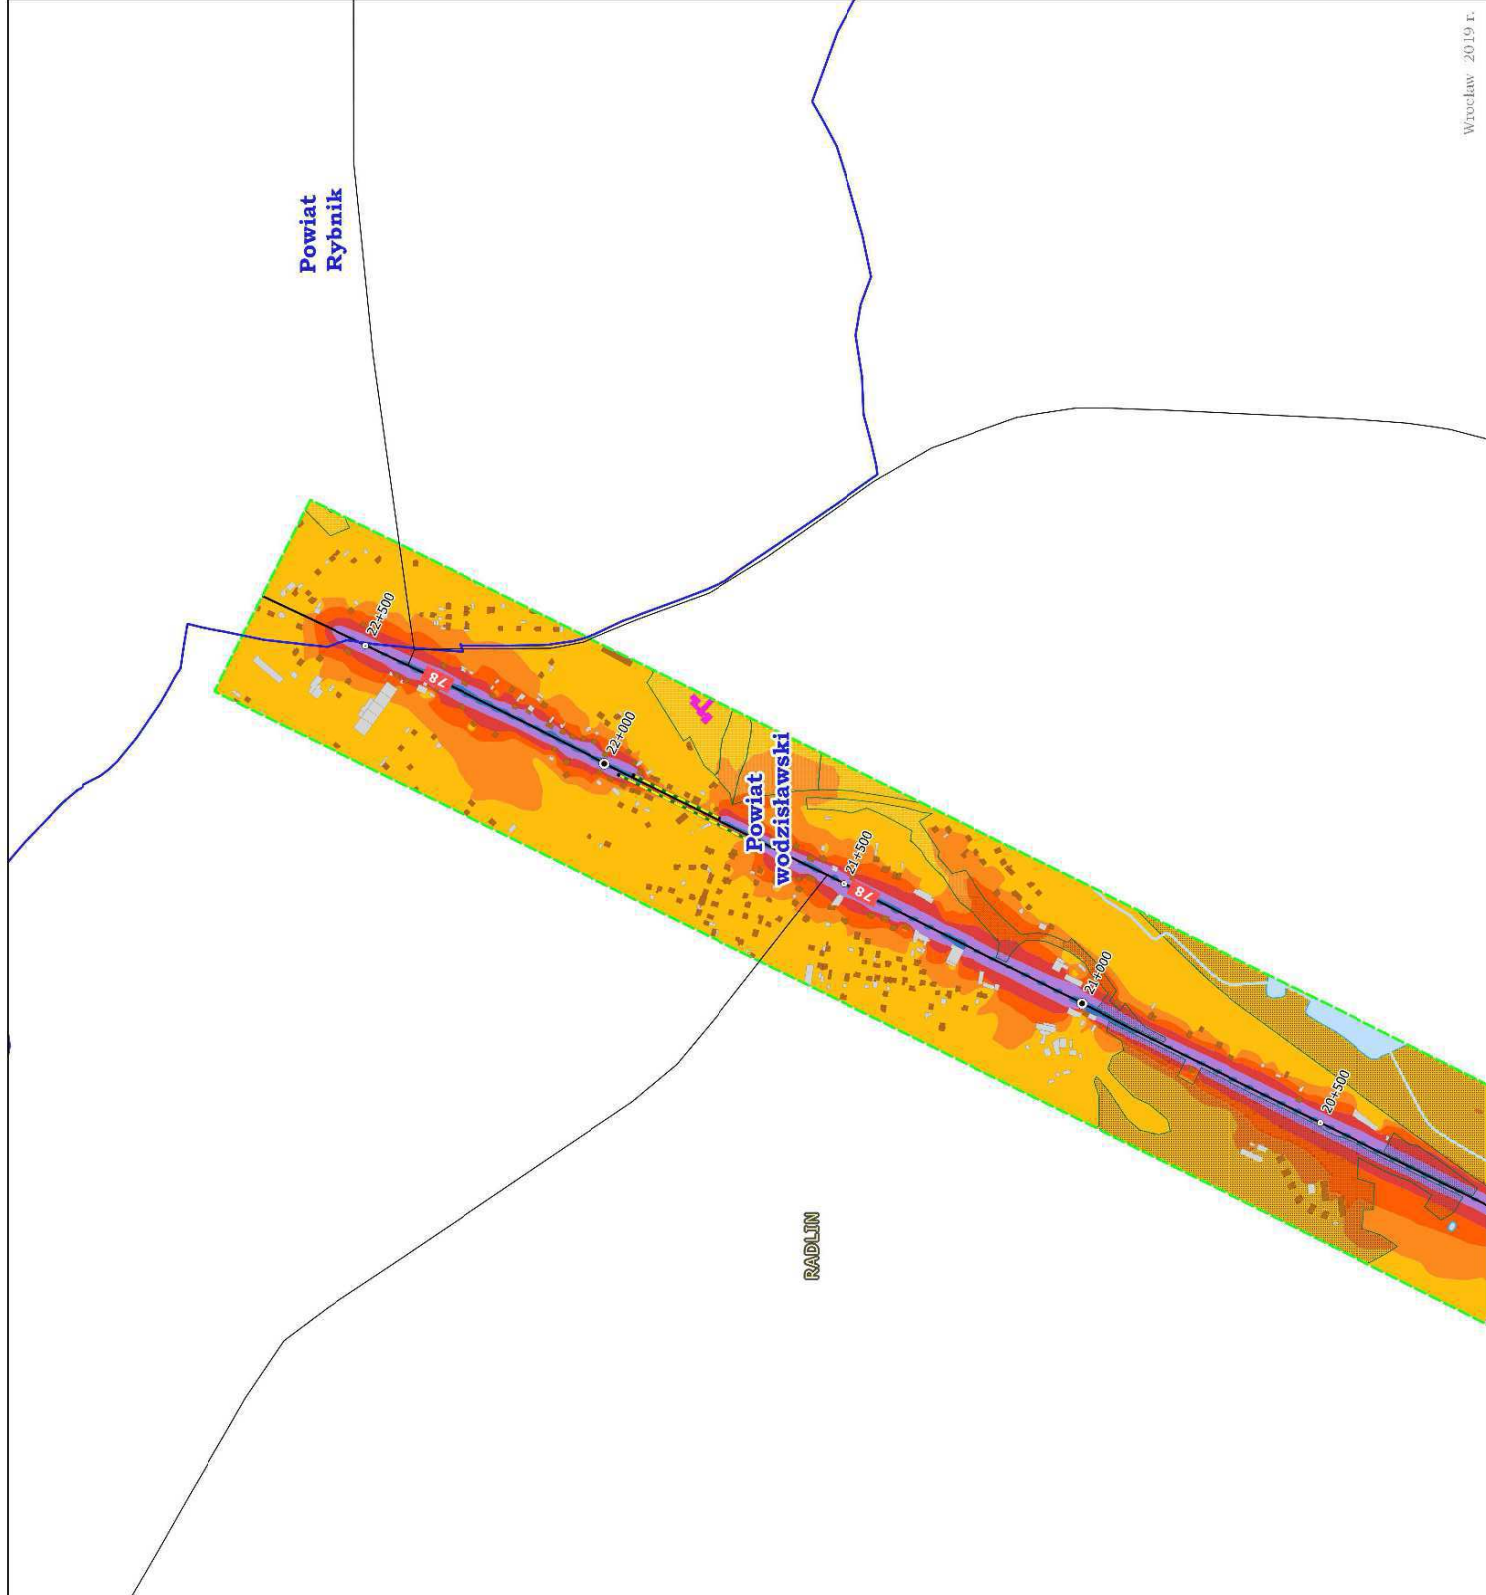 Wrocław 2019 r.
Powiat
Rybnik
22+500
78
22+000
Powiat
wodzisławski
21+500
78
21+000
20+500
RADLIN